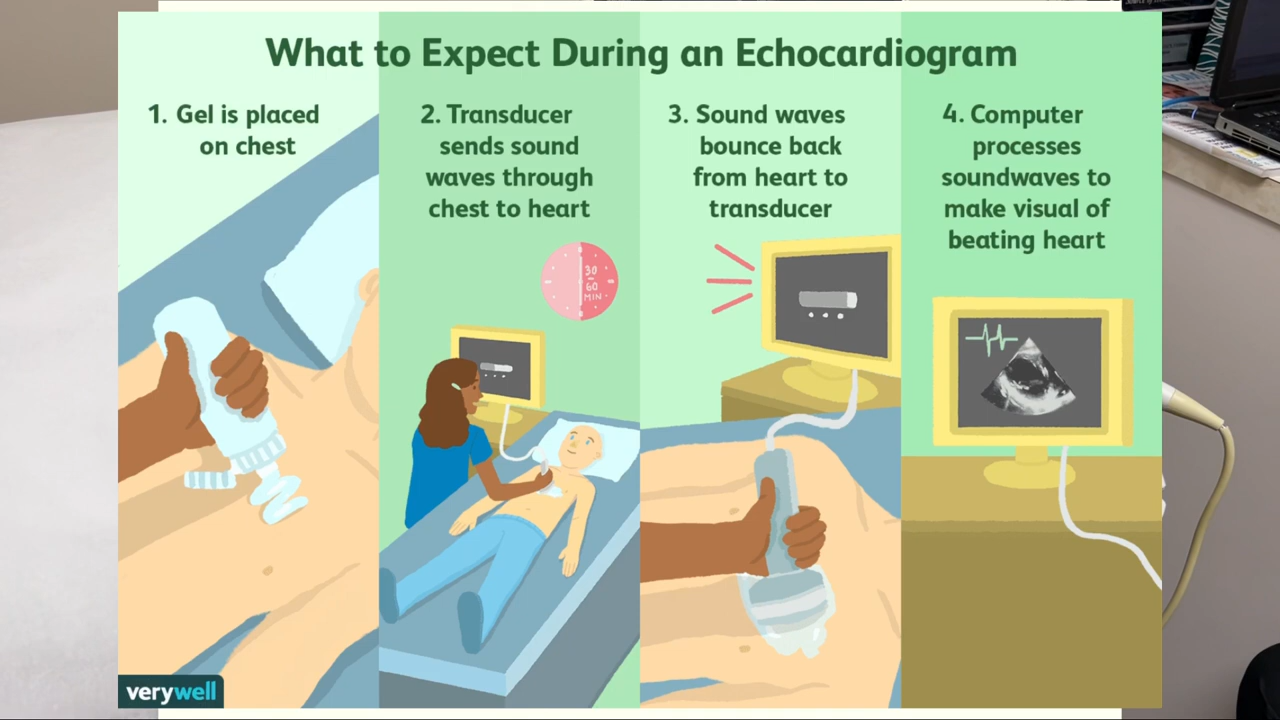 What to Expect During an Echocardiogram
1. Gel is placed
on chest
2. Transducer
sends sound
waves through
chest to heart
30
-
60
MIN
3. Sound waves
bounce back
from heart to
transducer
4. Computer
processes
soundwaves to
make visual of
beating heart
verywell